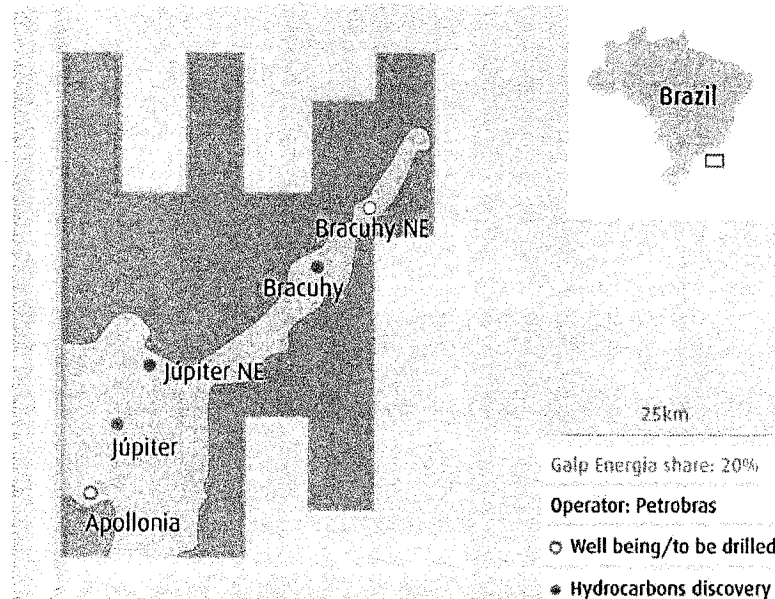 Brazil
Bracuhy NE
Bracuhy
Júpiter NE
Júpiter
Apollonia
25km
Galp Energia share: 20%
Operator: Petrobras
Well being/to be drilled
Hydrocarbons discovery